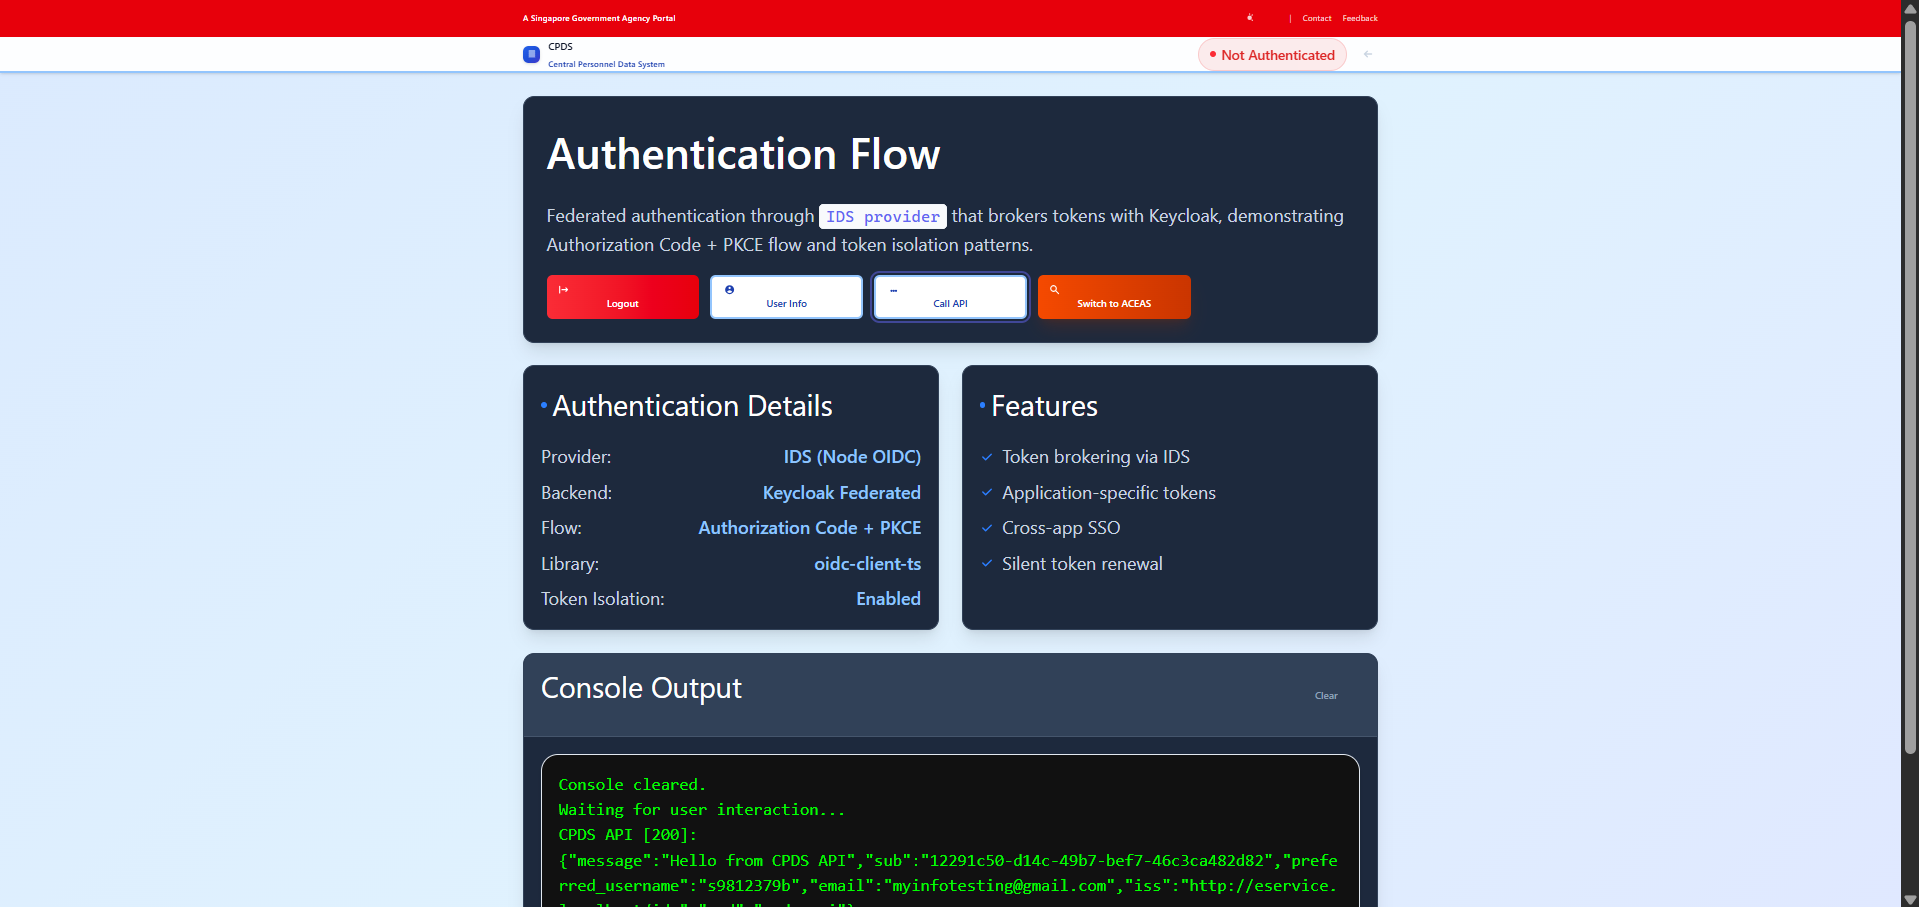 A Singapore Government Agency Portal
| Contact Feedback
CPDS
Central Personnel Data System
Not Authenticated
Authentication Flow
Federated authentication through IDS provider that brokers tokens with Keycloak, demonstrating
Authorization Code + PKCE flow and token isolation patterns.
Logout
User Info
Call API
Switch to ACEAS
Authentication Details
Provider: IDS (Node OIDC)
Backend: Keycloak Federated
Flow: Authorization Code + PKCE
Library: oidc-client-ts
Token Isolation: Enabled
Features
Token brokering via IDS
Application-specific tokens
Cross-app SSO
Silent token renewal
Console Output
Clear
Console cleared.
Waiting for user interaction...
CPDS API [200]:
{"message":"Hello from CPDS API","sub":"12291c50-d14c-49b7-bef7-46c3ca482d82","prefe
rred_username":"s9812379b","email":"myinfotesting@gmail.com","iss":"http://eservice.